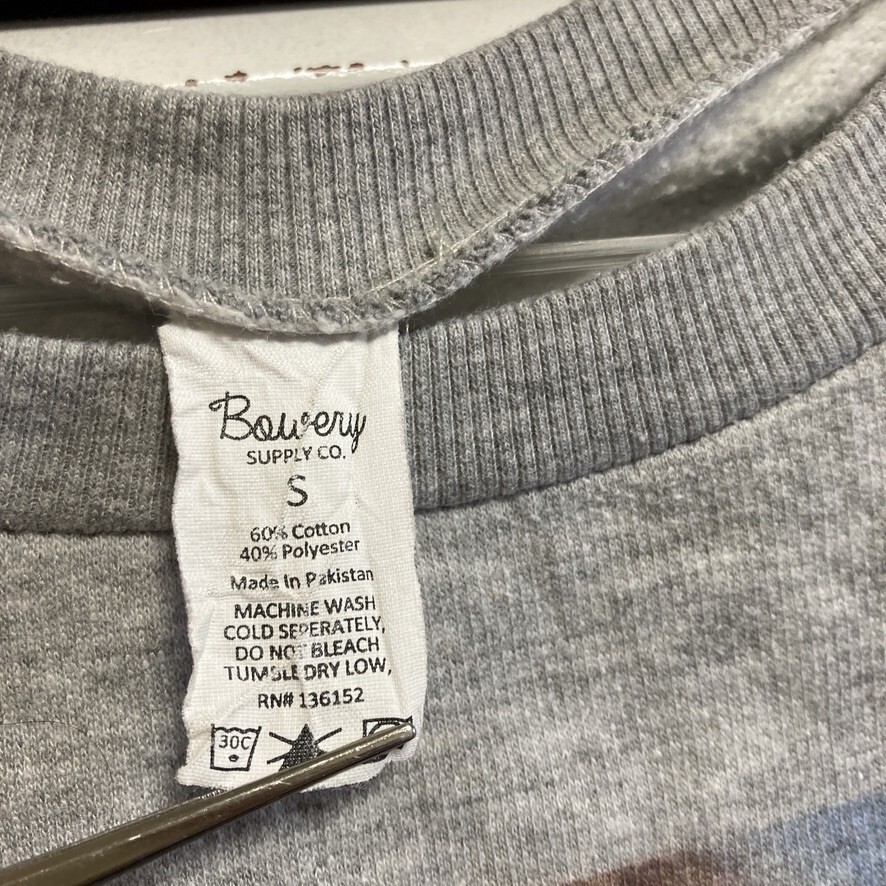 Bowery
SUPPLY CO.
S
60% Cotton
40% Polyester
Made In Pakistan
MACHINE WASH
COLD SEPERATELY,
DO NOT BLEACH
TUMBLE DRY LOW,
RN# 136152
30C